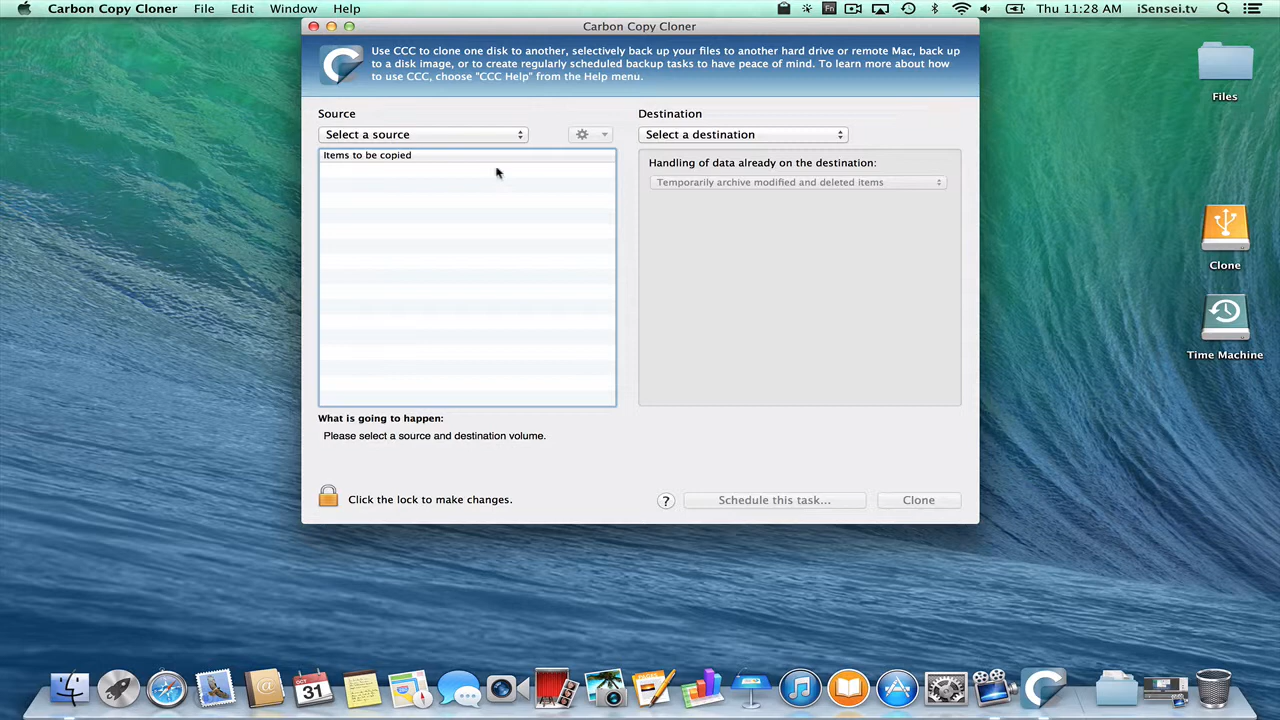 Carbon Copy Cloner File Edit Window Help
Thu 11:28 AM iSensei.tv
Carbon Copy Cloner
Use CCC to clone one disk to another, selectively back up your files to another hard drive or remote Mac, back up
to a disk image, or to create regularly scheduled backup tasks to have peace of mind. To learn more about how
to use CCC, choose "CCC Help" from the Help menu.
Source
Select a source
Items to be copied
Destination
Select a destination
Handling of data already on the destination:
Temporarily archive modified and deleted items
What is going to happen:
Please select a source and destination volume.
Click the lock to make changes.
?
Schedule this task...
Clone
Files
Clone
Time Machine
OCT
31